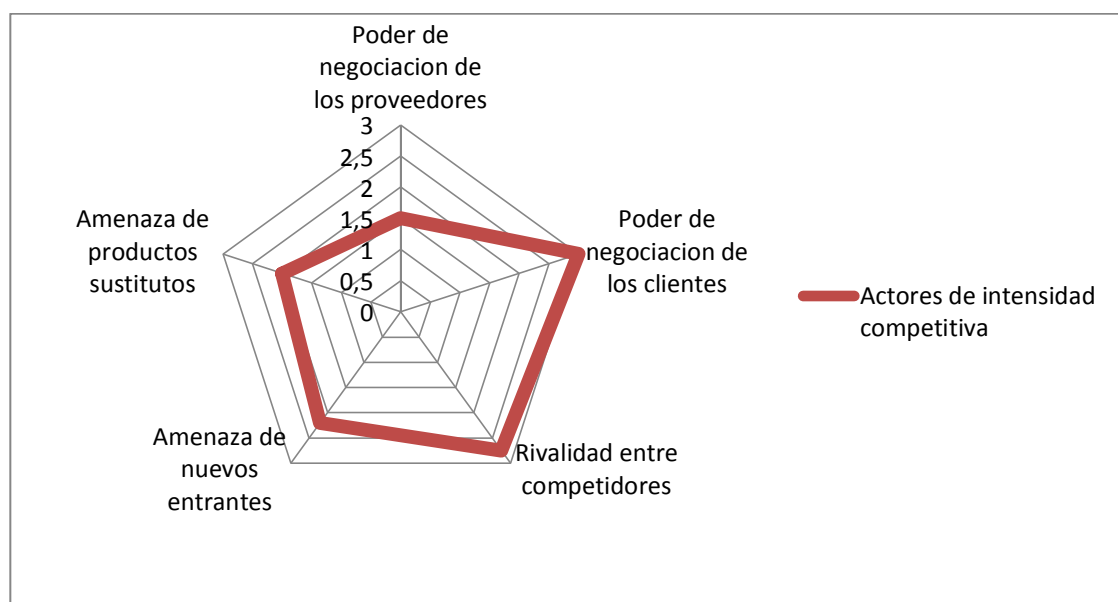 Poder de
negociacion de
los proveedores
3
2,5
2
1,5
1
0,5
0
Poder de
negociacion de
los clientes
Rivalidad entre
competidores
Amenaza de
nuevos
entrantes
Amenaza de
productos
sustitutos
Actores de intensidad
competitiva